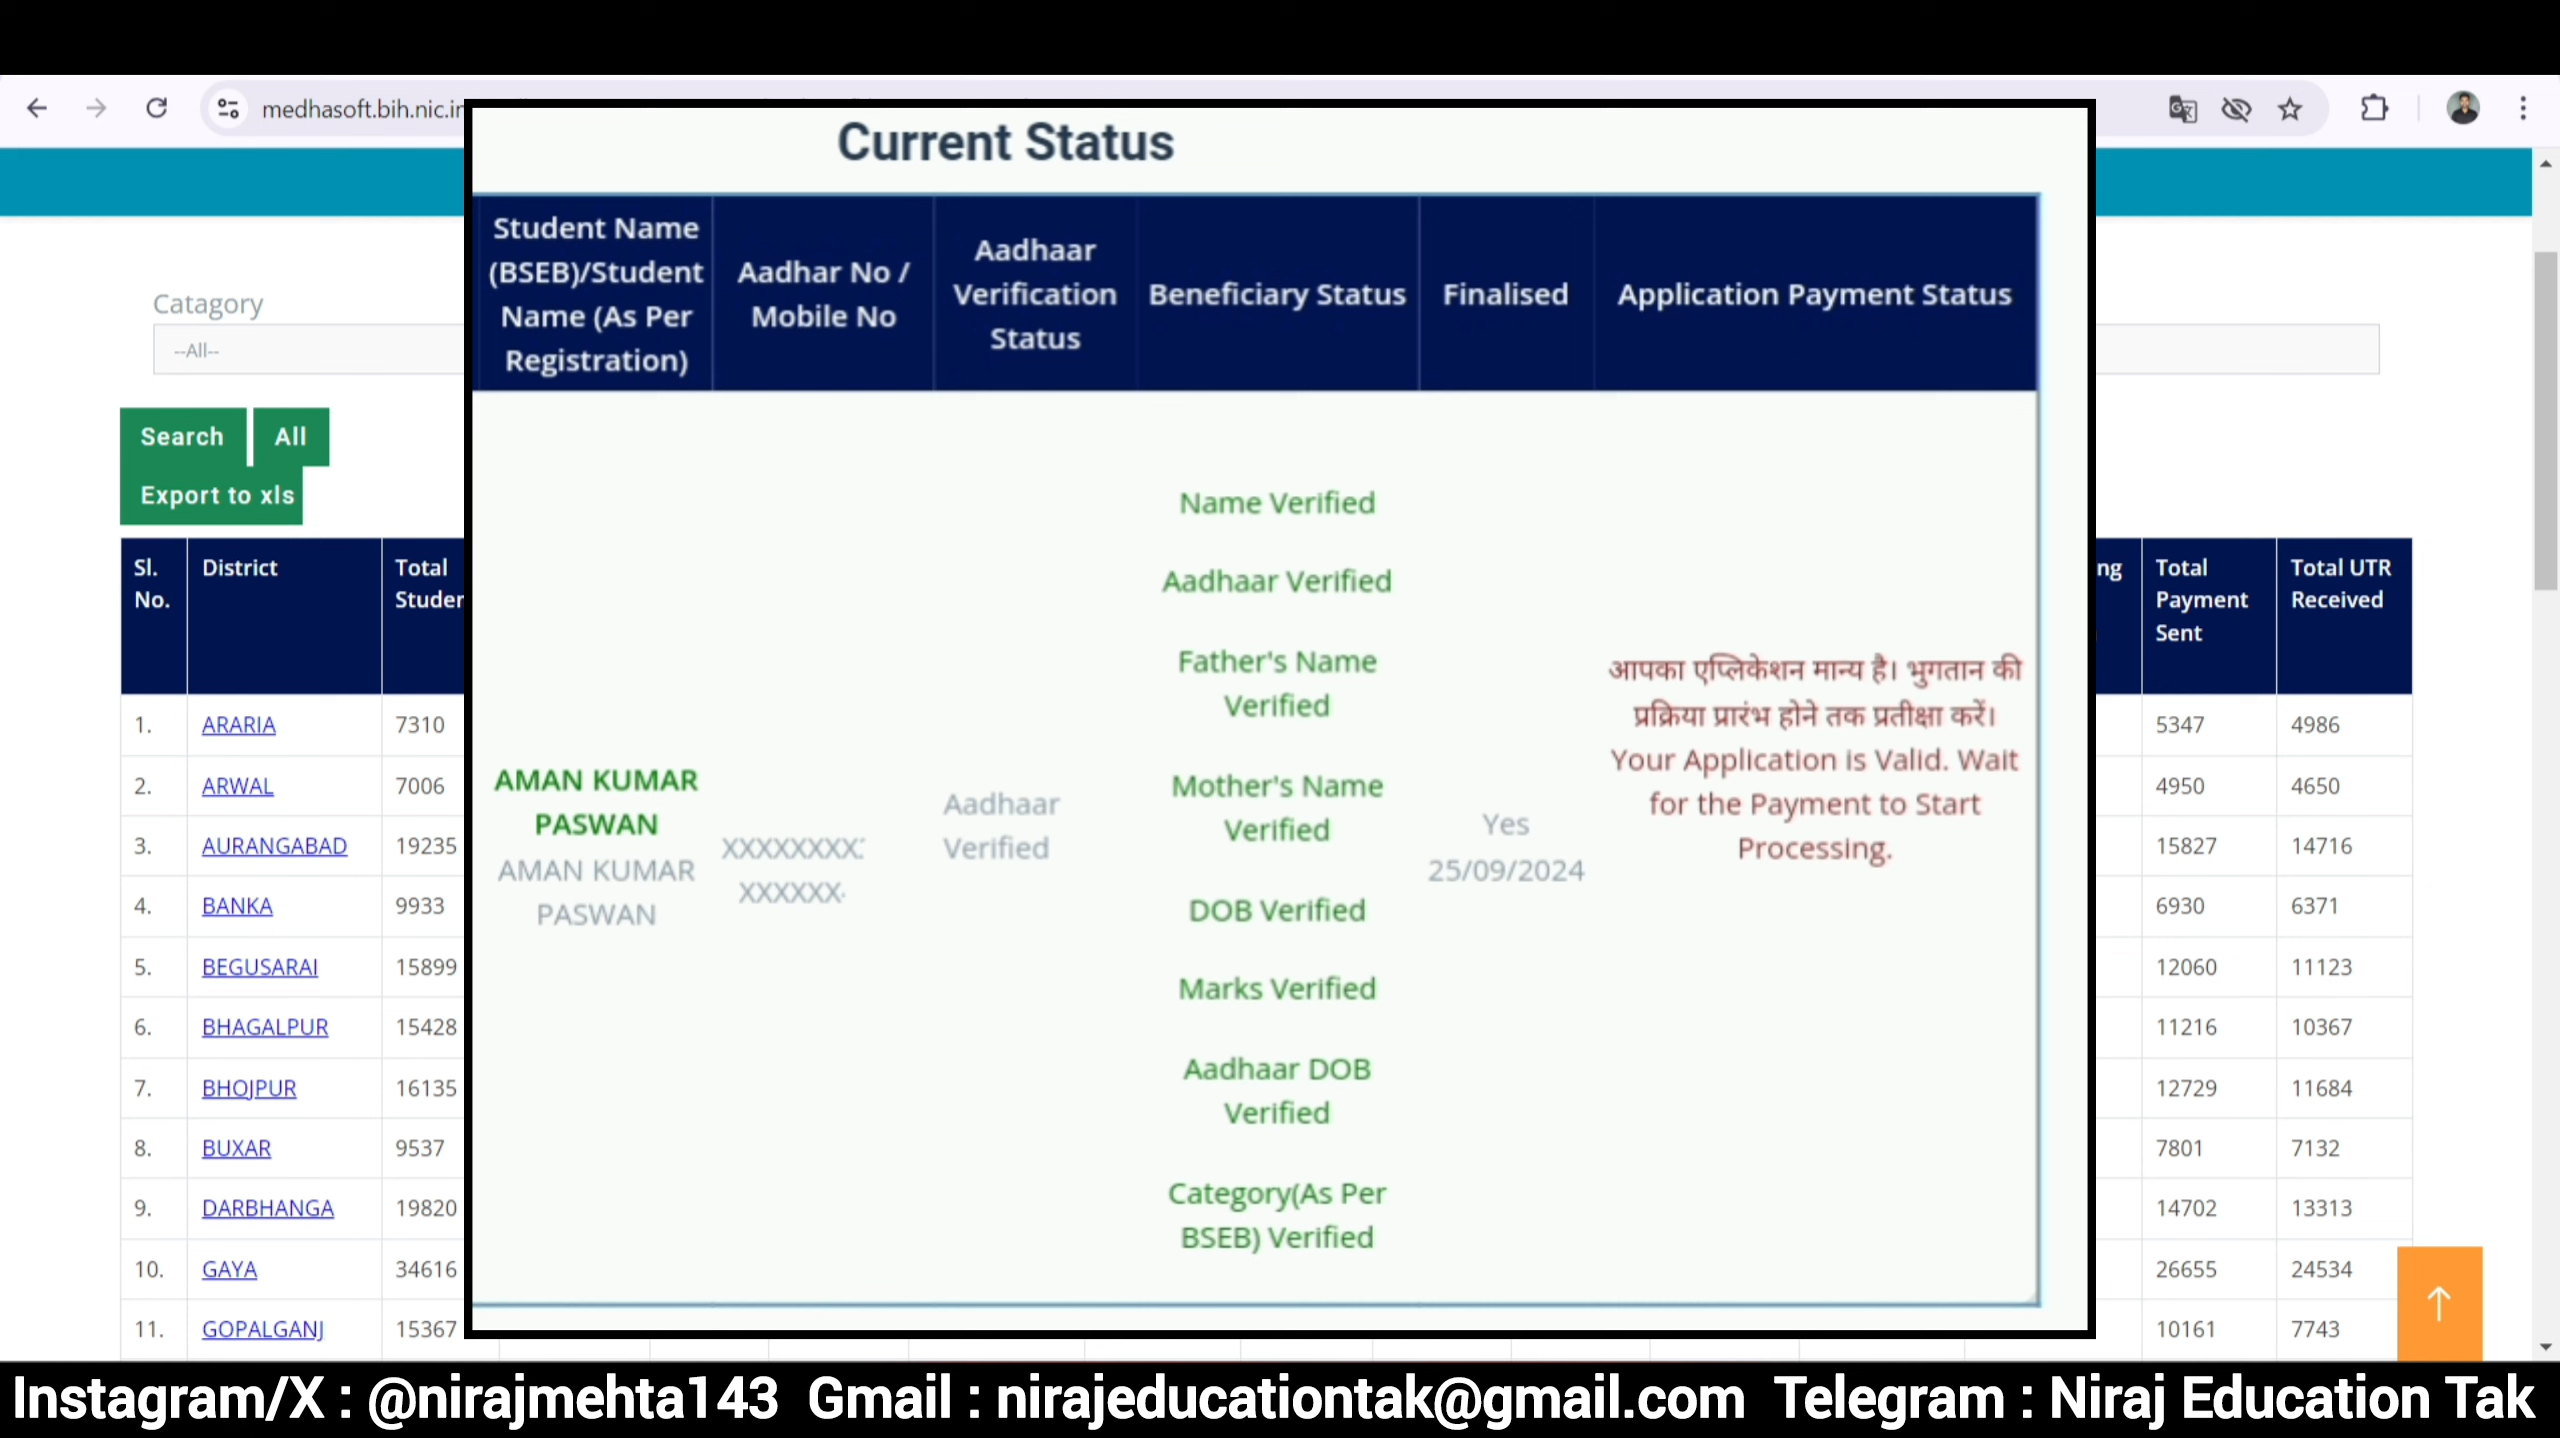 medhasoft.bih.nic.in
Current Status
Student Name (BSEB)/Student Name (As Per Registration)
Aadhar No / Mobile No
Aadhaar Verification Status
Beneficiary Status
Finalised
Application Payment Status
AMAN KUMAR PASWAN
AMAN KUMAR PASWAN
XXXXXXXX
XXXXXX
Aadhaar Verified
Name Verified
Aadhaar Verified
Father's Name Verified
Mother's Name Verified
DOB Verified
Marks Verified
Aadhaar DOB Verified
Category(As Per BSEB) Verified
Yes
25/09/2024
आपका एप्लिकेशन मान्य है। भुगतान की
प्रक्रिया प्रारंभ होने तक प्रतीक्षा करें।
Your Application is Valid. Wait
for the Payment to Start
Processing.
Catagory
--All--
Search All
Export to xls
Sl. No. District Total Total Payment Sent Total UTR Received
1. ARARIA 7310 5347 4986
2. ARWAL 7006 4950 4650
3. AURANGABAD 19235 15827 14716
4. BANKA 9933 6930 6371
5. BEGUSARAI 15899 12060 11123
6. BHAGALPUR 15428 11216 10367
7. BHOJPUR 16135 12729 11684
8. BUXAR 9537 7801 7132
9. DARBHANGA 19820 14702 13313
10. GAYA 34616 26655 24534
11. GOPALGANJ 15367 10161 7743
Instagram/X : @nirajmehta143 Gmail : nirajeducationtak@gmail.com Telegram : Niraj Education Tak